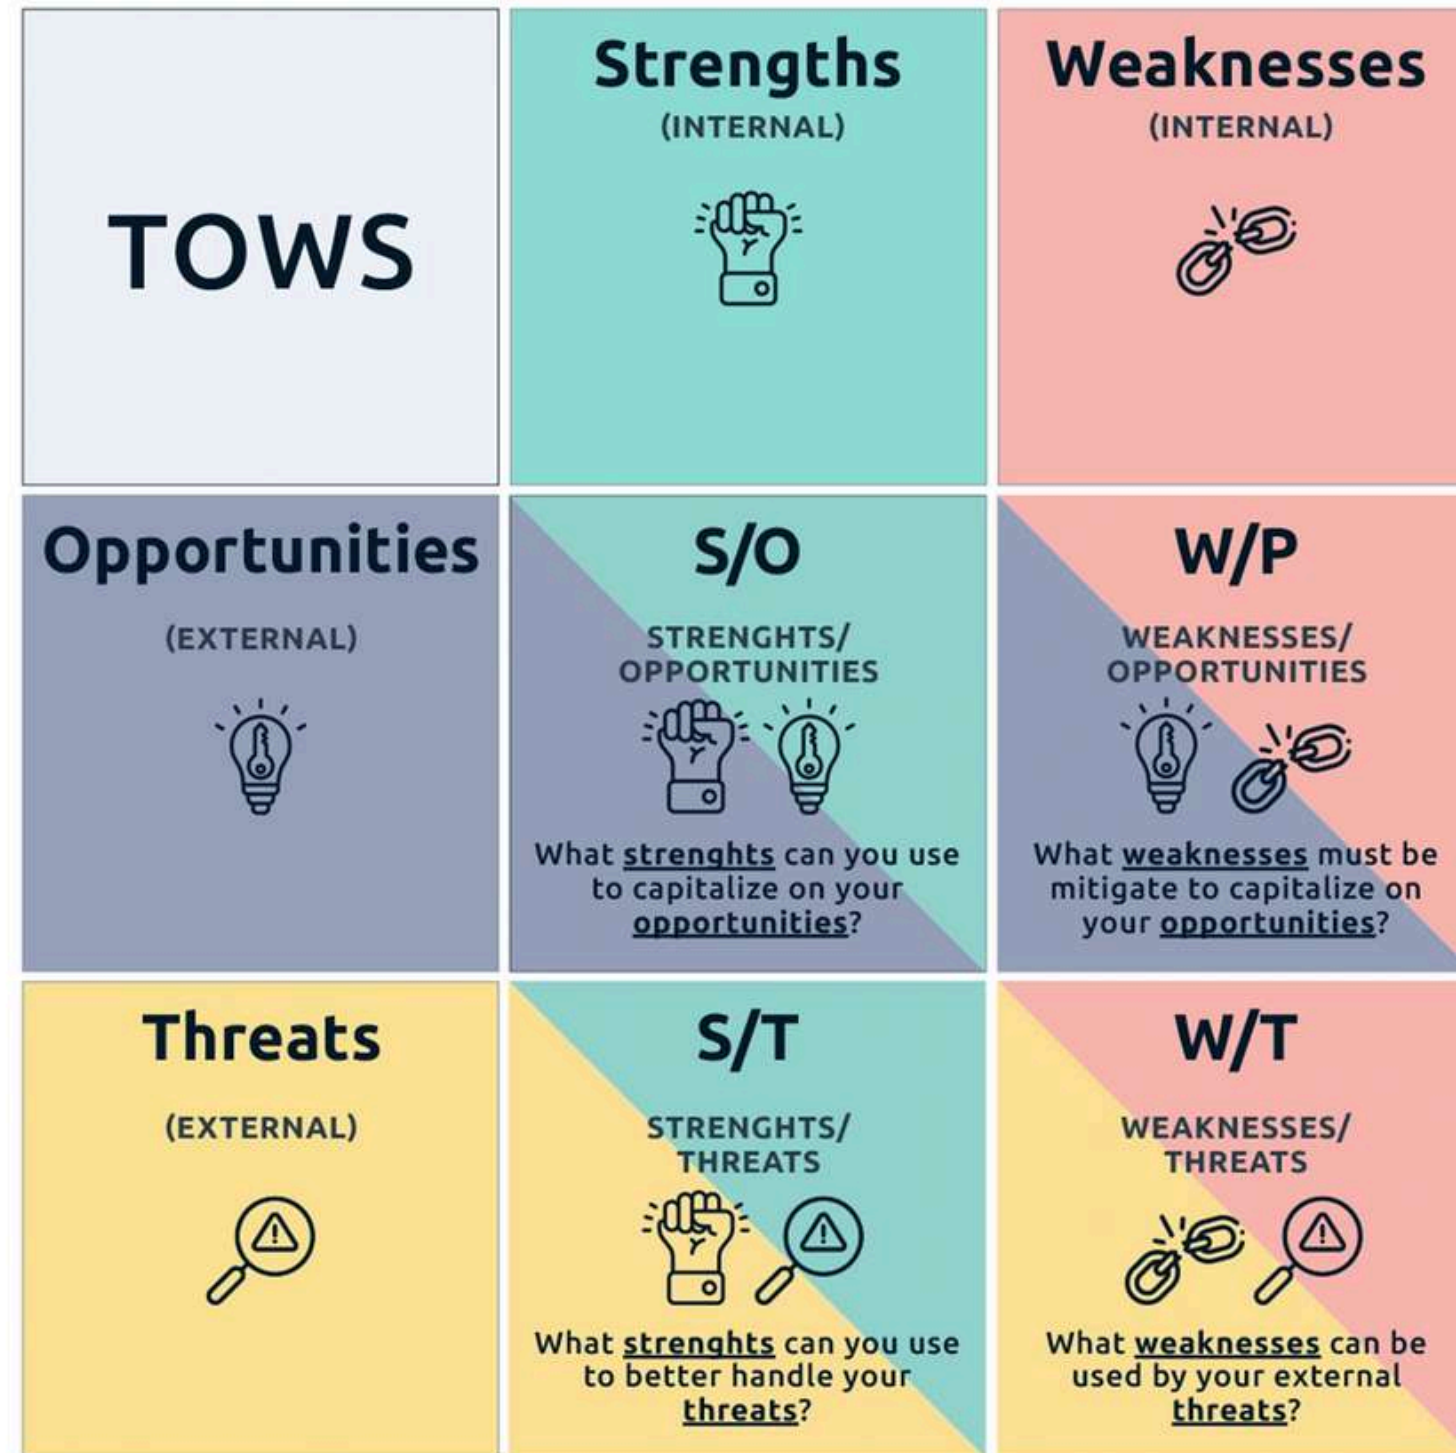 TOWS
Strengths
(INTERNAL)
Weaknesses
(INTERNAL)
Opportunities
(EXTERNAL)
S/O
STRENGHTS/
OPPORTUNITIES
What strenghts can you use
to capitalize on your
opportunities?
W/P
WEAKNESSES/
OPPORTUNITIES
What weaknesses must be
mitigate to capitalize on
your opportunities?
Threats
(EXTERNAL)
S/T
STRENGHTS/
THREATS
What strenghts can you use
to better handle your
threats?
W/T
WEAKNESSES/
THREATS
What weaknesses can be
used by your external
threats?